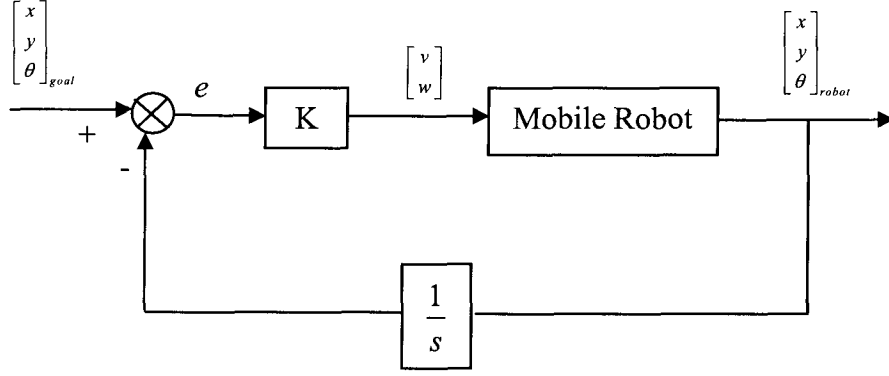 [x y θ]goal
+
-
e
K
[v w]
Mobile Robot
[x y θ]robot
1/s